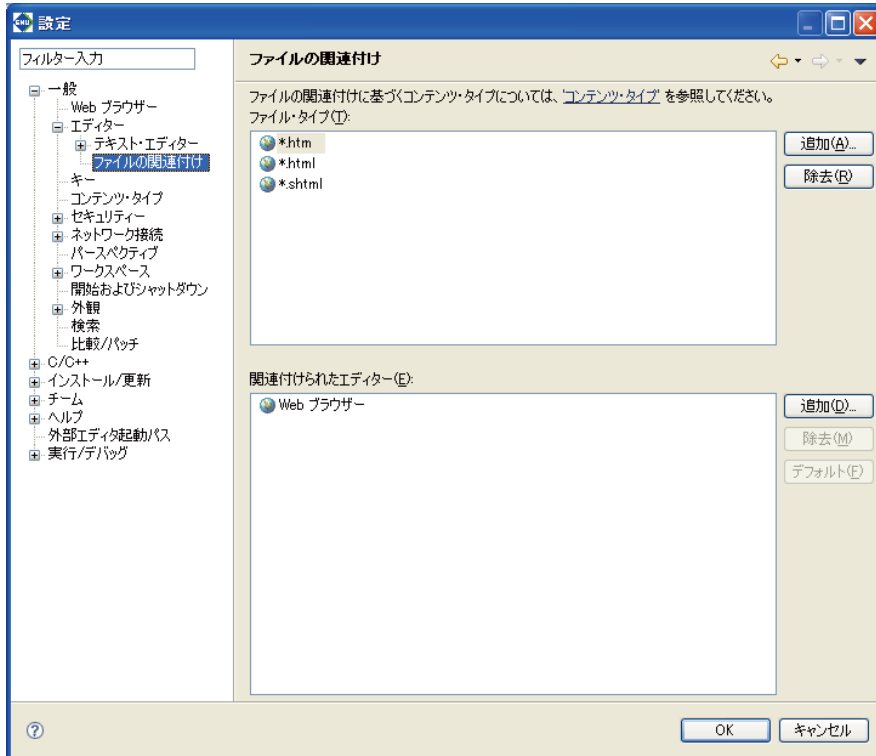 GNU 設定
フィルター入力
一般
Web ブラウザー
エディター
テキスト・エディター
ファイルの関連付け
キー
コンテンツ・タイプ
セキュリティー
ネットワーク接続
パースペクティブ
ワークスペース
開始およびシャットダウン
外観
検索
比較/パッチ
C/C++
インストール/更新
チーム
ヘルプ
外部エディタ起動パス
実行/デバッグ
ファイルの関連付け
ファイルの関連付けに基づくコンテンツ・タイプについては、'コンテンツ・タイプ' を参照してください。
ファイル・タイプ(T):
*.htm
*.html
*.shtml
追加(A)...
除去(R)
関連付けられたエディター(E):
Web ブラウザー
追加(D)...
除去(M)
デフォルト(F)
?
OK
キャンセル